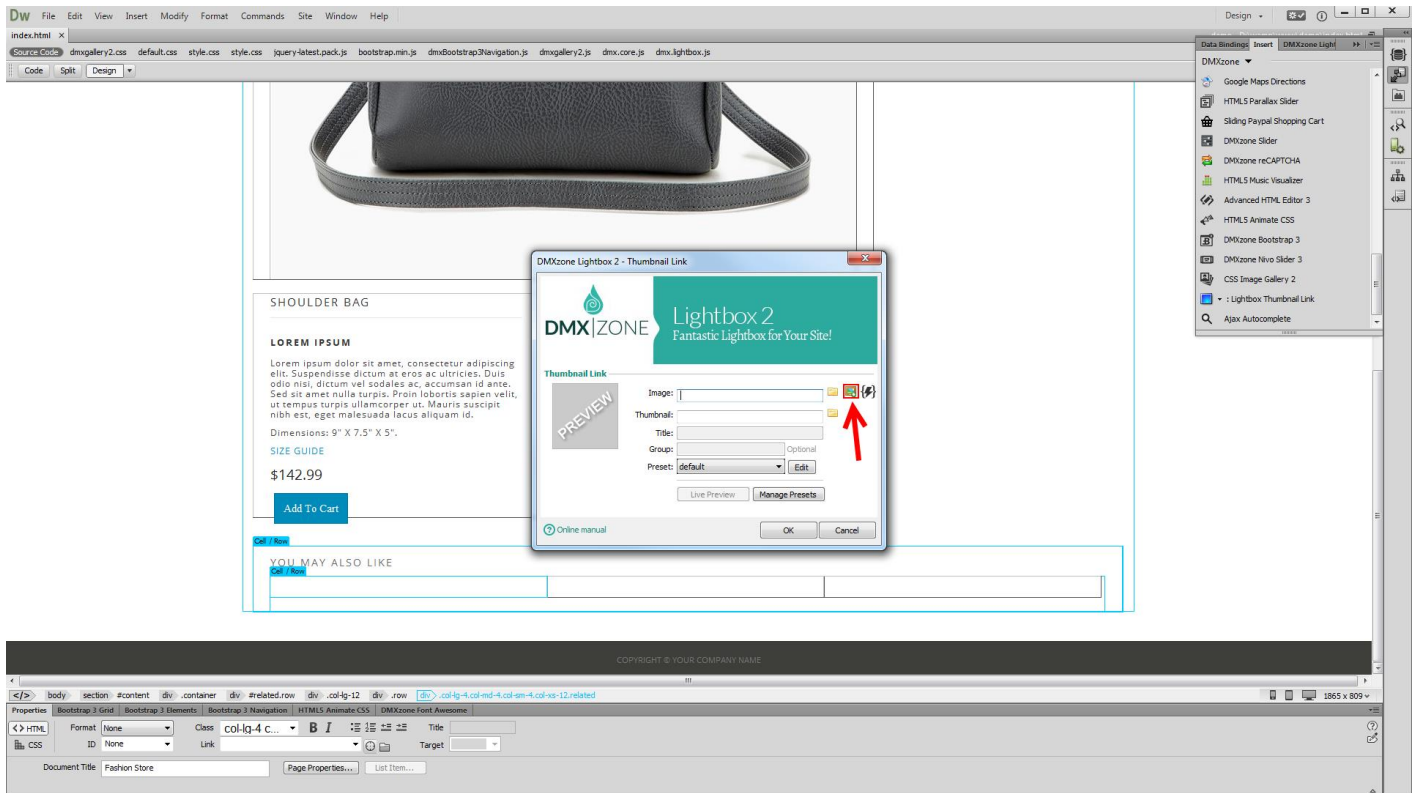 Dw File Edit View Insert Modify Format Commands Site Window Help Design
index.html ×
Source Code dmxgallery2.css default.css style.css style.css jquery-latest.pack.js bootstrap.min.js dmxBootstrap3Navigation.js dmxgallery2.js dmx.core.js dmx.lightbox.js
Code Split Design
Data Bindings Insert DMXzone Light
DMXzone
Google Maps Directions
HTML5 Parallax Slider
Sliding Paypal Shopping Cart
DMXzone Slider
DMXzone reCAPTCHA
HTML5 Music Visualizer
Advanced HTML Editor 3
HTML5 Animate CSS
DMXzone Bootstrap 3
DMXzone Nivo Slider 3
CSS Image Gallery 2
: Lightbox Thumbnail Link
Ajax Autocomplete
SHOULDER BAG
LOREM IPSUM
Lorem ipsum dolor sit amet, consectetur adipiscing
elit. Suspendisse dictum at eros ac ultricies. Duis
odio nisi, dictum vel sodales ac, accumsan id ante.
Sed sit amet nulla turpis. Proin lobortis sapien velit,
ut tempus turpis ullamcorper ut. Mauris suscipit
nibh est, eget malesuada lacus aliquam id.
Dimensions: 9" X 7.5" X 5".
SIZE GUIDE
$142.99
Add To Cart
Cell / Row
YOU MAY ALSO LIKE
Cell / Row
DMXzone Lightbox 2 - Thumbnail Link
DMX|ZONE
Lightbox 2
Fantastic Lightbox for Your Site!
Thumbnail Link
PREVIEW
Image:
Thumbnail:
Title:
Group: Optional
Preset: default Edit
Live Preview Manage Presets
Online manual OK Cancel
COPYRIGHT © YOUR COMPANY NAME
</> body section #content div .container div #related.row div .col-lg-12 div .row div .col-lg-4.col-md-4.col-sm-4.col-xs-12.related 1865 x 809
Properties Bootstrap 3 Grid Bootstrap 3 Elements Bootstrap 3 Navigation HTML5 Animate CSS DMXzone Font Awesome
<> HTML Format None Class col-lg-4 c... B I Title
CSS ID None Link Target
Document Title Fashion Store Page Properties... List Item...